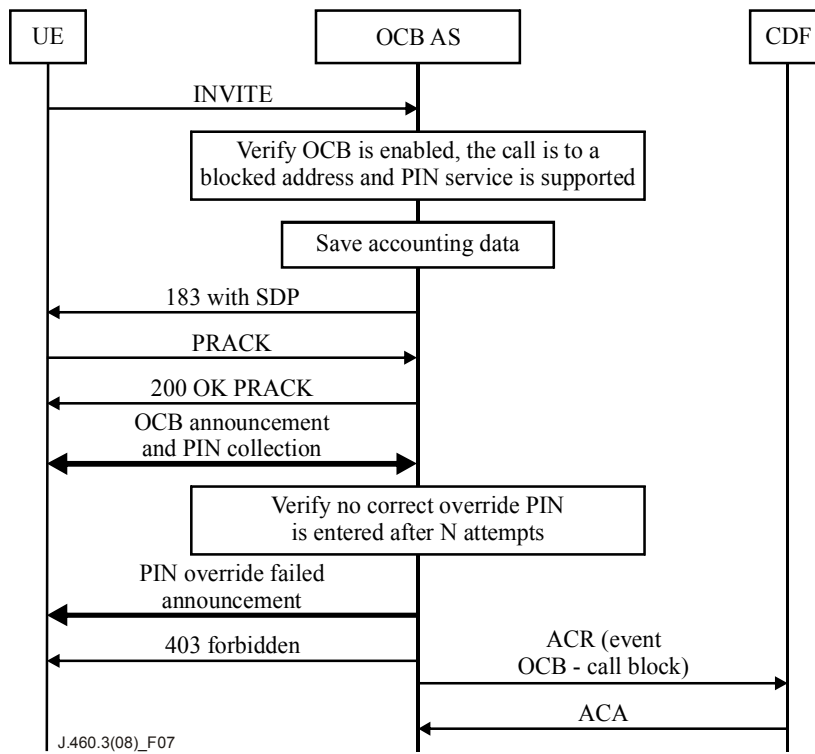 UE
OCB AS
CDF
INVITE
Verify OCB is enabled, the call is to a
blocked address and PIN service is supported
Save accounting data
183 with SDP
PRACK
200 OK PRACK
OCB announcement
and PIN collection
Verify no correct override PIN
is entered after N attempts
PIN override failed
announcement
403 forbidden
ACR (event
OCB - call block)
ACA
J.460.3(08)_F07